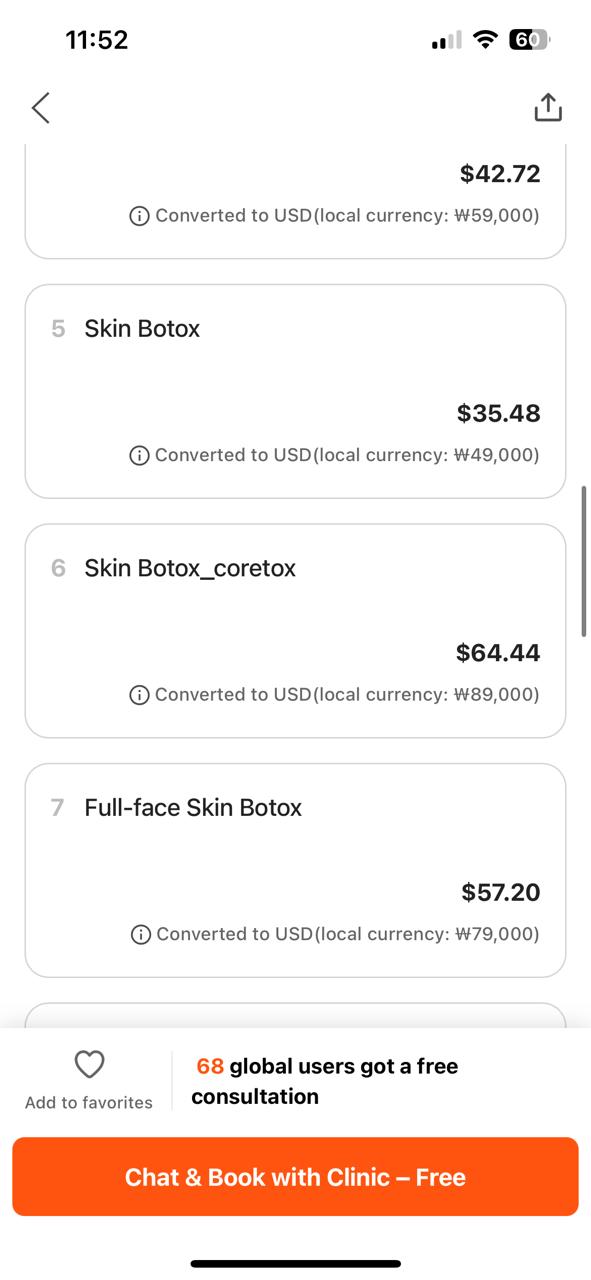 11:52
60
$42.72
Converted to USD(local currency: ₩59,000)
5 Skin Botox
$35.48
Converted to USD(local currency: ₩49,000)
6 Skin Botox_coretox
$64.44
Converted to USD(local currency: ₩89,000)
7 Full-face Skin Botox
$57.20
Converted to USD(local currency: ₩79,000)
Add to favorites
68 global users got a free
consultation
Chat & Book with Clinic – Free